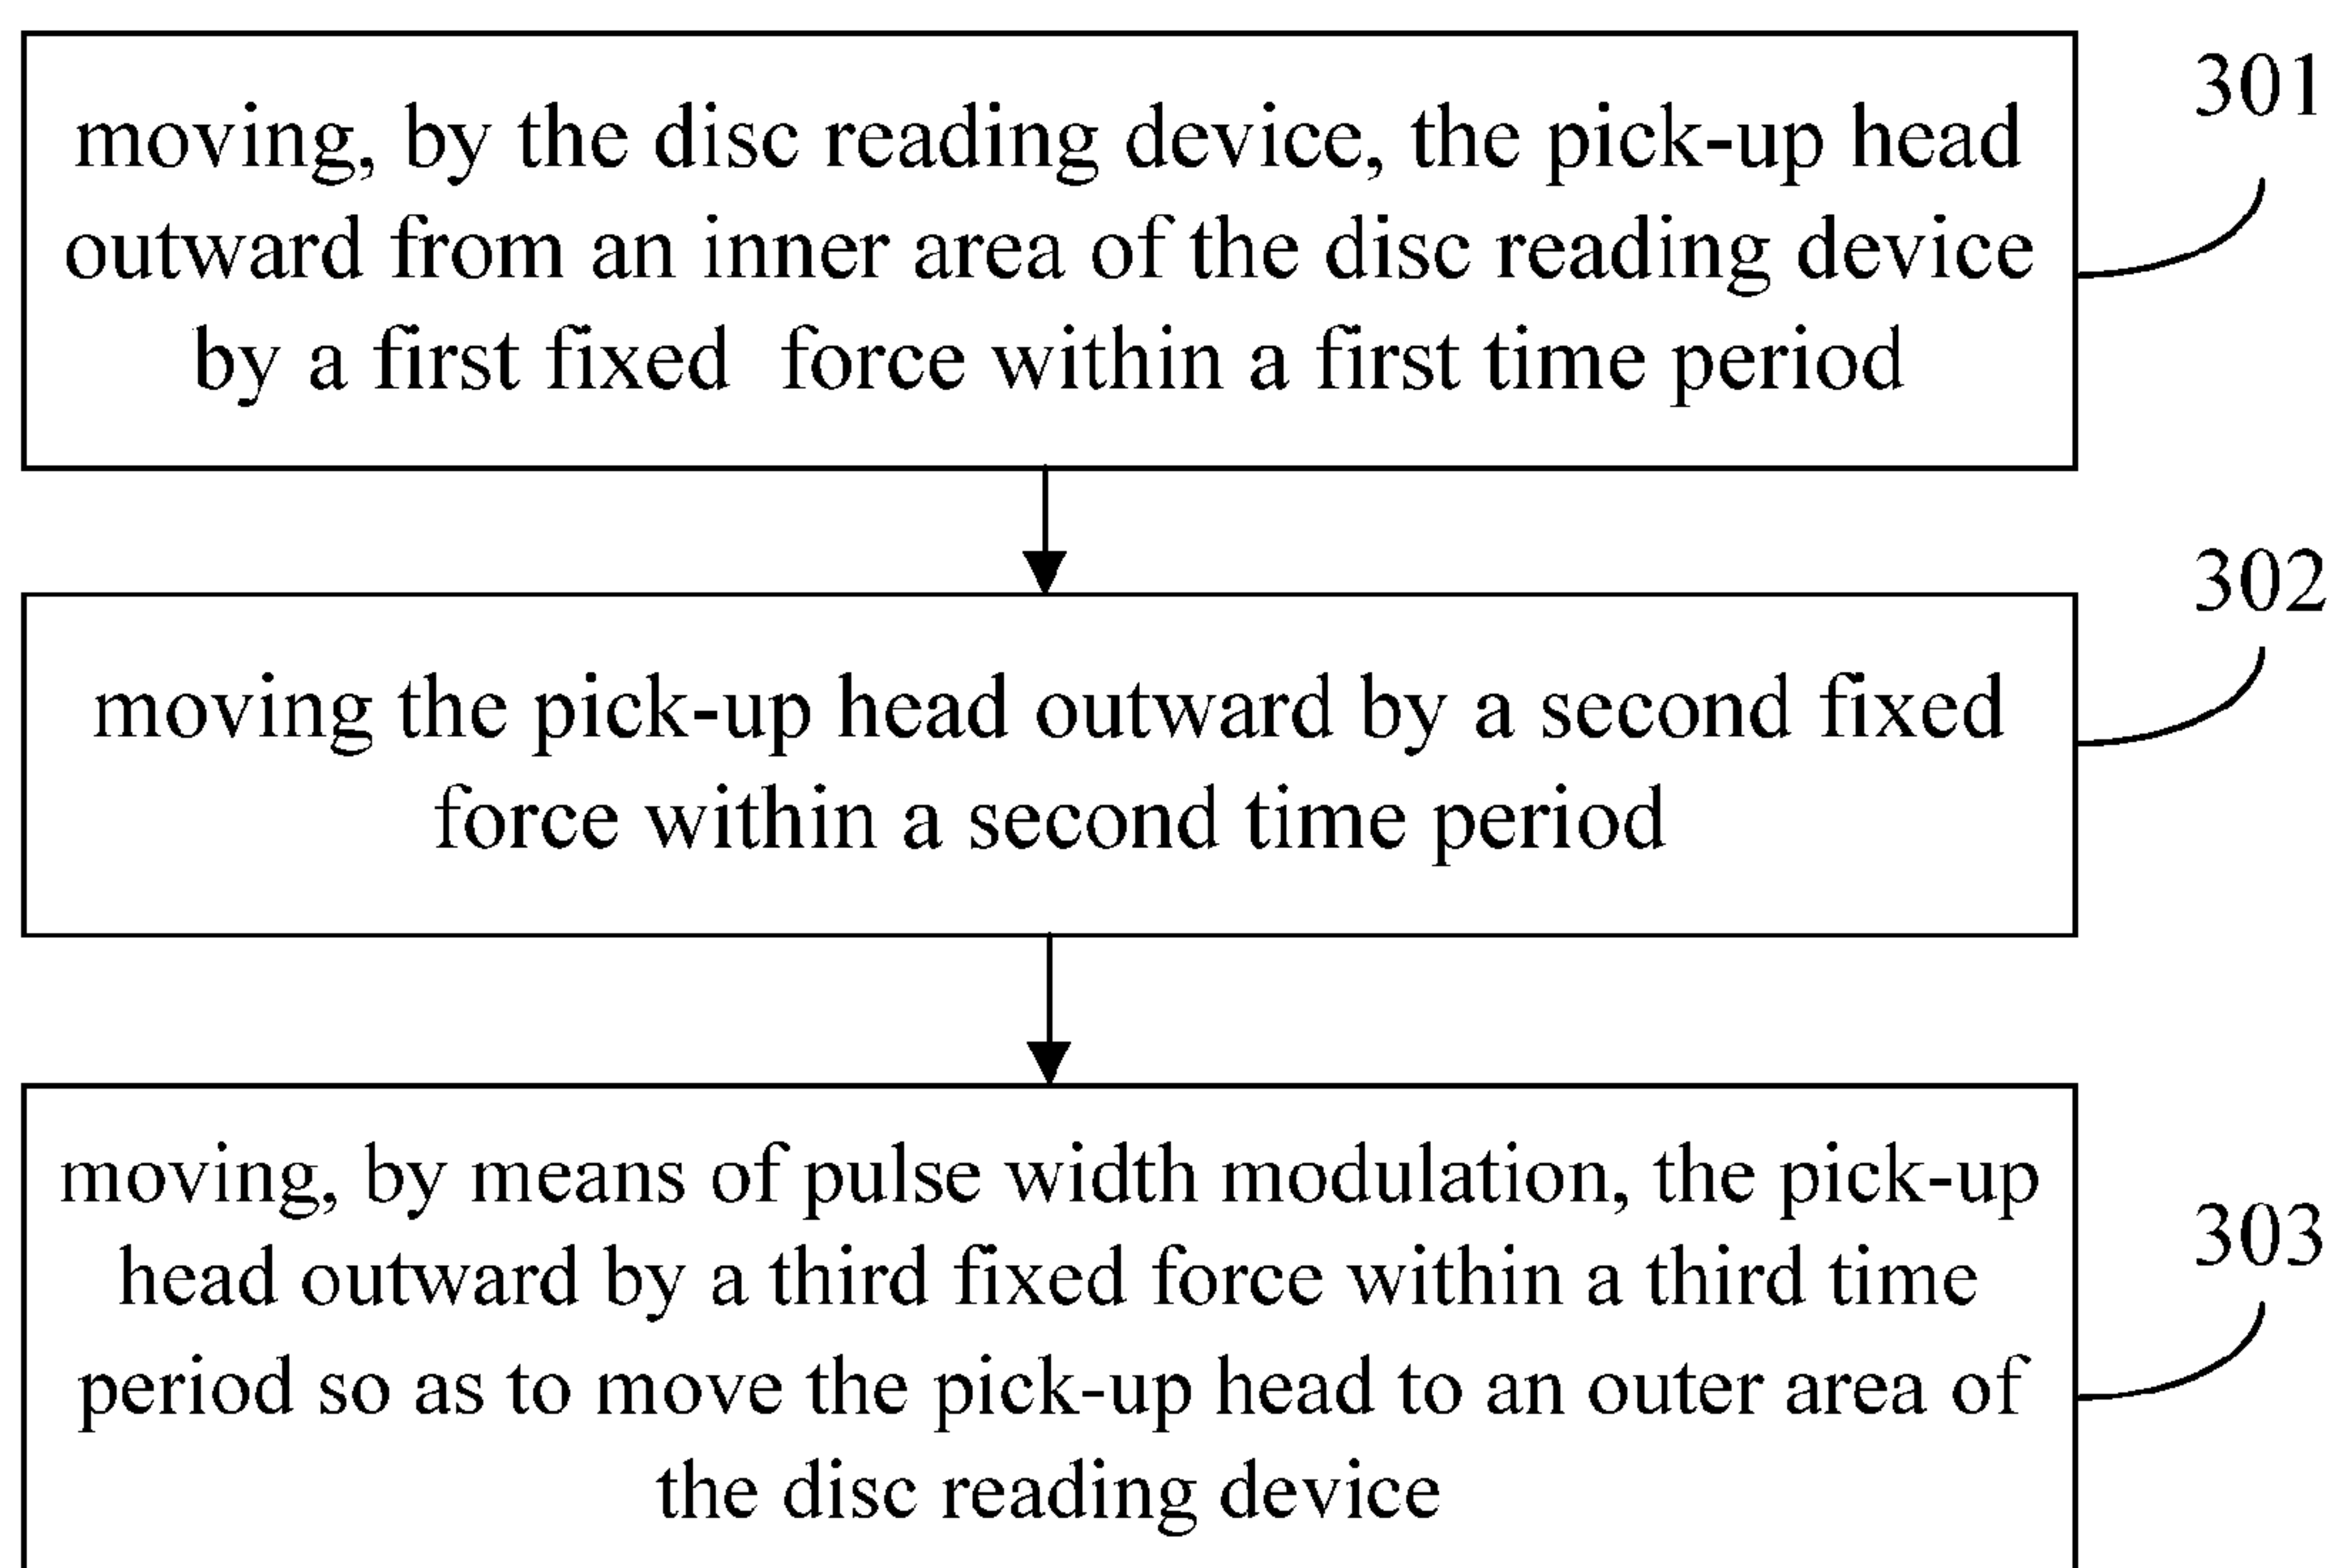 301
moving, by the disc reading device, the pick-up head
outward from an inner area of the disc reading device
by a first fixed force within a first time period
302
moving the pick-up head outward by a second fixed
force within a second time period
303
moving, by means of pulse width modulation, the pick-up
head outward by a third fixed force within a third time
period so as to move the pick-up head to an outer area of
the disc reading device